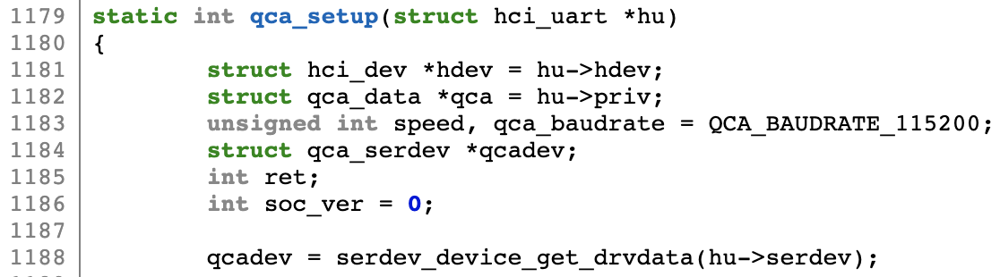 1179 static int qca_setup(struct hci_uart *hu)
1180 {
1181 struct hci_dev *hdev = hu->hdev;
1182 struct qca_data *qca = hu->priv;
1183 unsigned int speed, qca_baudrate = QCA_BAUDRATE_115200;
1184 struct qca_serdev *qcadev;
1185 int ret;
1186 int soc_ver = 0;
1187
1188 qcadev = serdev_device_get_drvdata(hu->serdev);